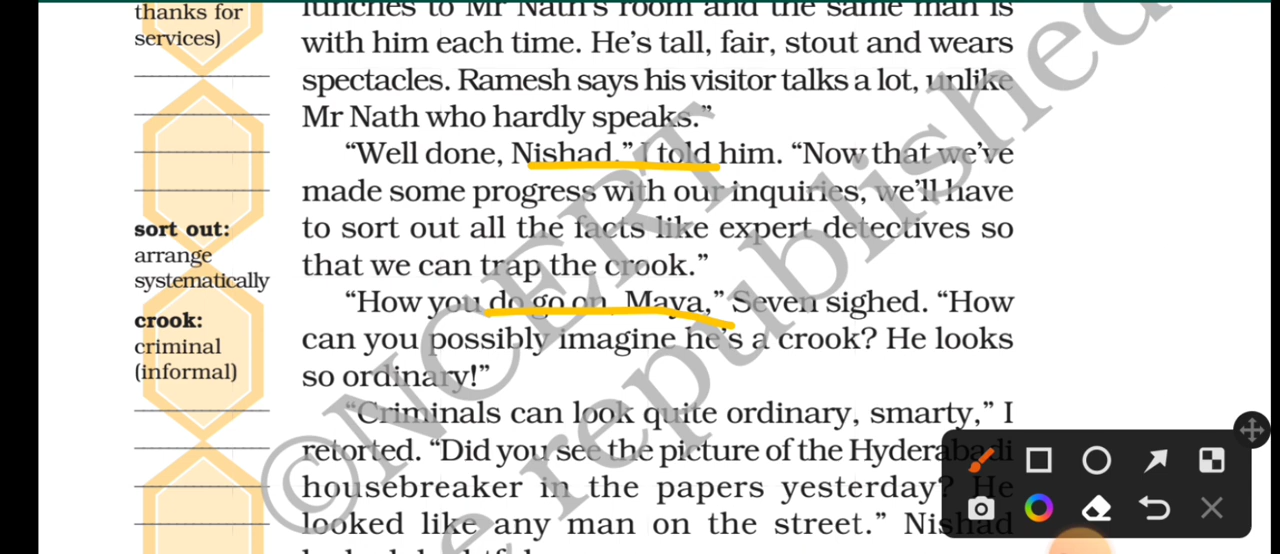 thanks for
services)
sort out:
arrange
systematically
crook:
criminal
(informal)
lunches to Mr Nath's room and the same man is
with him each time. He's tall, fair, stout and wears
spectacles. Ramesh says his visitor talks a lot, unlike
Mr Nath who hardly speaks.”
“Well done, Nishad,” I told him. “Now that we've
made some progress with our inquiries, we'll have
to sort out all the facts like expert detectives so
that we can trap the crook.”
“How you do go on, Maya,” Seven sighed. “How
can you possibly imagine he's a crook? He looks
so ordinary!”
“Criminals can look quite ordinary, smarty,” I
retorted. “Did you see the picture of the Hyderabadi
housebreaker in the papers yesterday? He
looked like any man on the street.” Nishad
©NCERT
republished